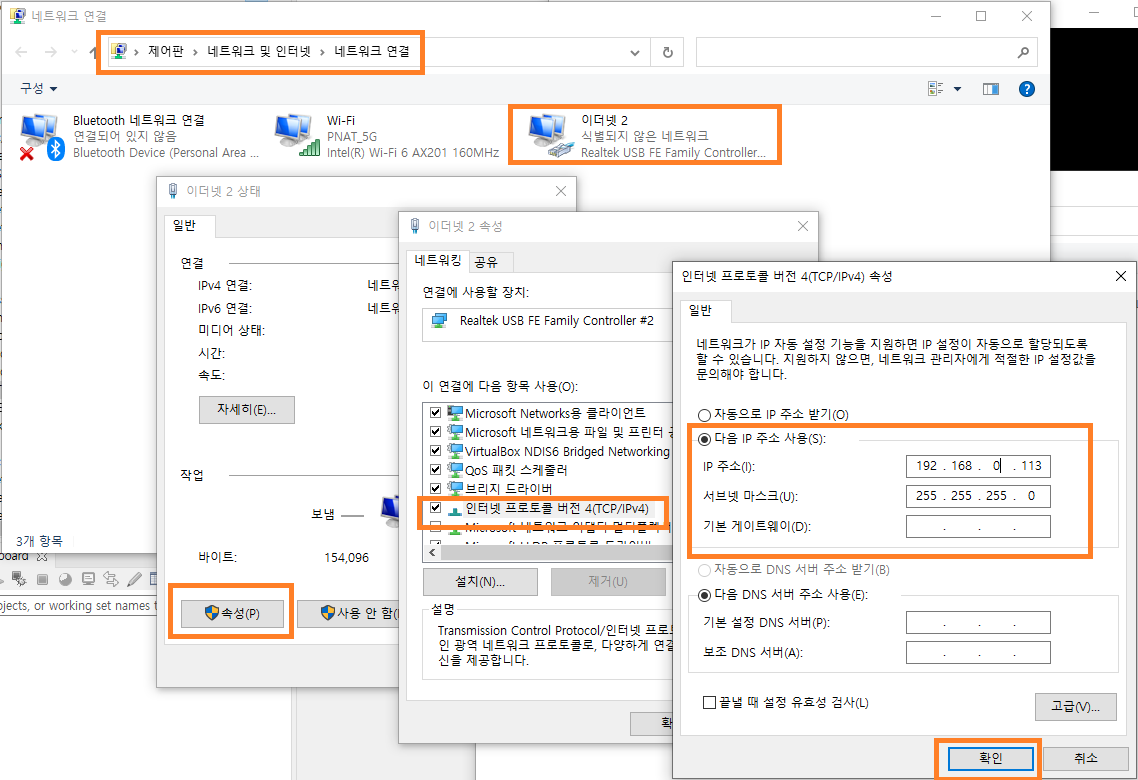 네트워크 연결
제어판 › 네트워크 및 인터넷 › 네트워크 연결
구성
Bluetooth 네트워크 연결
연결되어 있지 않음
Bluetooth Device (Personal Area ...
Wi-Fi
PNAT_5G
Intel(R) Wi-Fi 6 AX201 160MHz
이더넷 2
식별되지 않은 네트워크
Realtek USB FE Family Controller...
3개 항목
board
ojects, or working set names t
이더넷 2 상태
일반
연결
IPv4 연결: 네트워
IPv6 연결: 네트워
미디어 상태:
시간:
속도:
자세히(E)...
작업
보냄
바이트: 154,096
속성(P)
사용 안 함(
이더넷 2 속성
네트워킹 공유
연결에 사용할 장치:
Realtek USB FE Family Controller #2
이 연결에 다음 항목 사용(O):
Microsoft Networks용 클라이언트
Microsoft 네트워크용 파일 및 프린터 공
VirtualBox NDIS6 Bridged Networking
QoS 패킷 스케줄러
브리지 드라이버
인터넷 프로토콜 버전 4(TCP/IPv4)
Microsoft 네트워크 어댑터 멀티플렉서
설치(N)... 제거(U)
설명
Transmission Control Protocol/인터넷 프로토
인 광역 네트워크 프로토콜로, 다양하게 연결
신을 제공합니다.
확
인터넷 프로토콜 버전 4(TCP/IPv4) 속성
일반
네트워크가 IP 자동 설정 기능을 지원하면 IP 설정이 자동으로 할당되도록
할 수 있습니다. 지원하지 않으면, 네트워크 관리자에게 적절한 IP 설정값을
문의해야 합니다.
자동으로 IP 주소 받기(O)
다음 IP 주소 사용(S):
IP 주소(I): 192 . 168 . 0 . 113
서브넷 마스크(U): 255 . 255 . 255 . 0
기본 게이트웨이(D): . . .
자동으로 DNS 서버 주소 받기(B)
다음 DNS 서버 주소 사용(E):
기본 설정 DNS 서버(P): . . .
보조 DNS 서버(A): . . .
끝낼 때 설정 유효성 검사(L)
고급(V)...
확인 취소